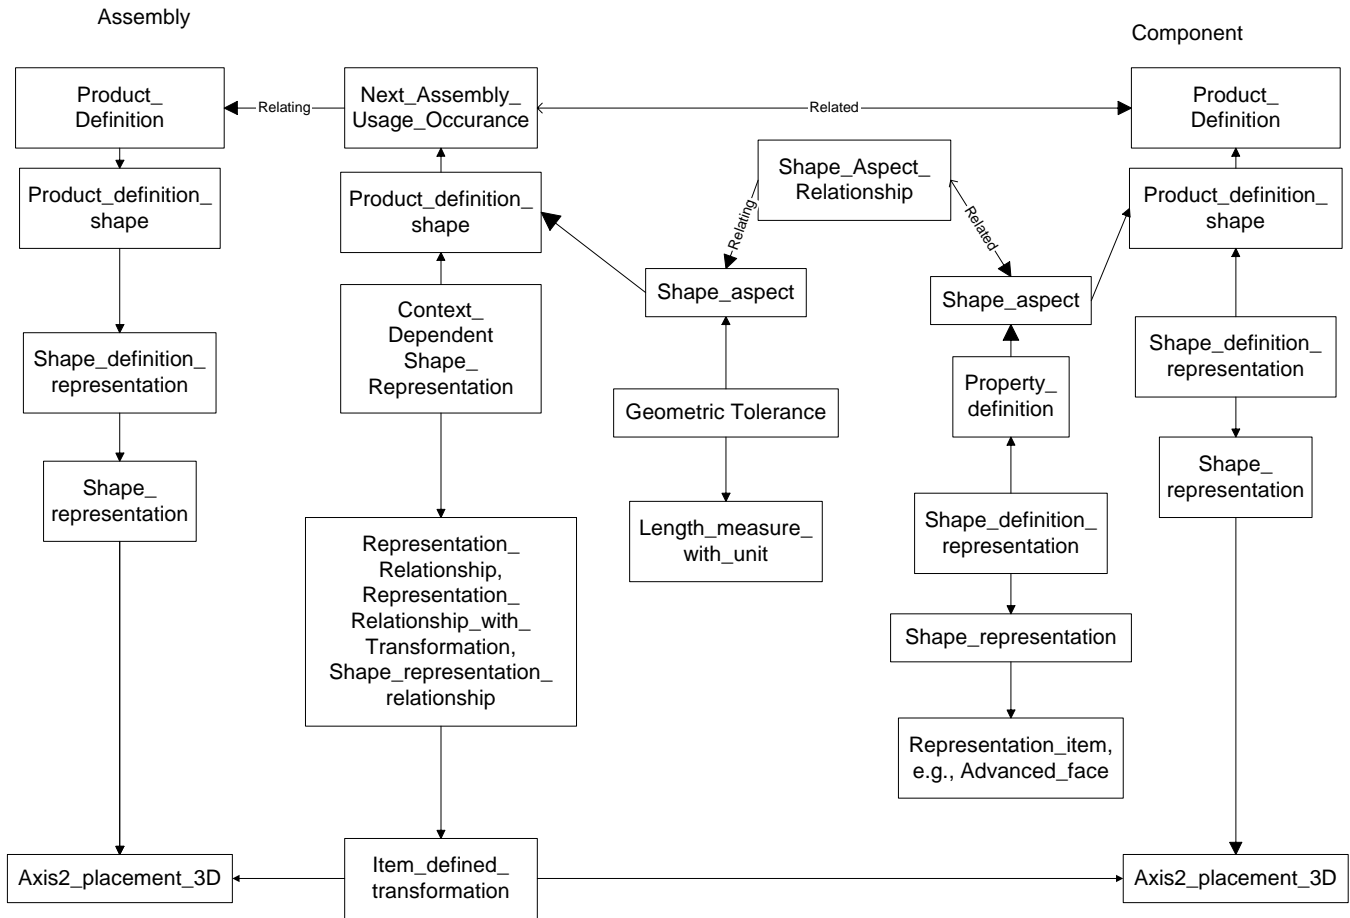 Assembly
Component
Product_
Definition
Relating
Next_Assembly_
Usage_Occurance
Related
Product_
Definition
Shape_Aspect_
Relationship
Product_definition_
shape
Product_definition_
shape
Product_definition_
shape
Relating
Related
Shape_aspect
Shape_aspect
Context_
Dependent
Shape_
Representation
Shape_definition_
representation
Shape_definition_
representation
Property_
definition
Geometric Tolerance
Shape_
representation
Shape_
representation
Length_measure_
with_unit
Shape_definition_
representation
Representation_
Relationship,
Representation_
Relationship_with_
Transformation,
Shape_representation_
relationship
Shape_representation
Representation_item,
e.g., Advanced_face
Axis2_placement_3D
Item_defined_
transformation
Axis2_placement_3D